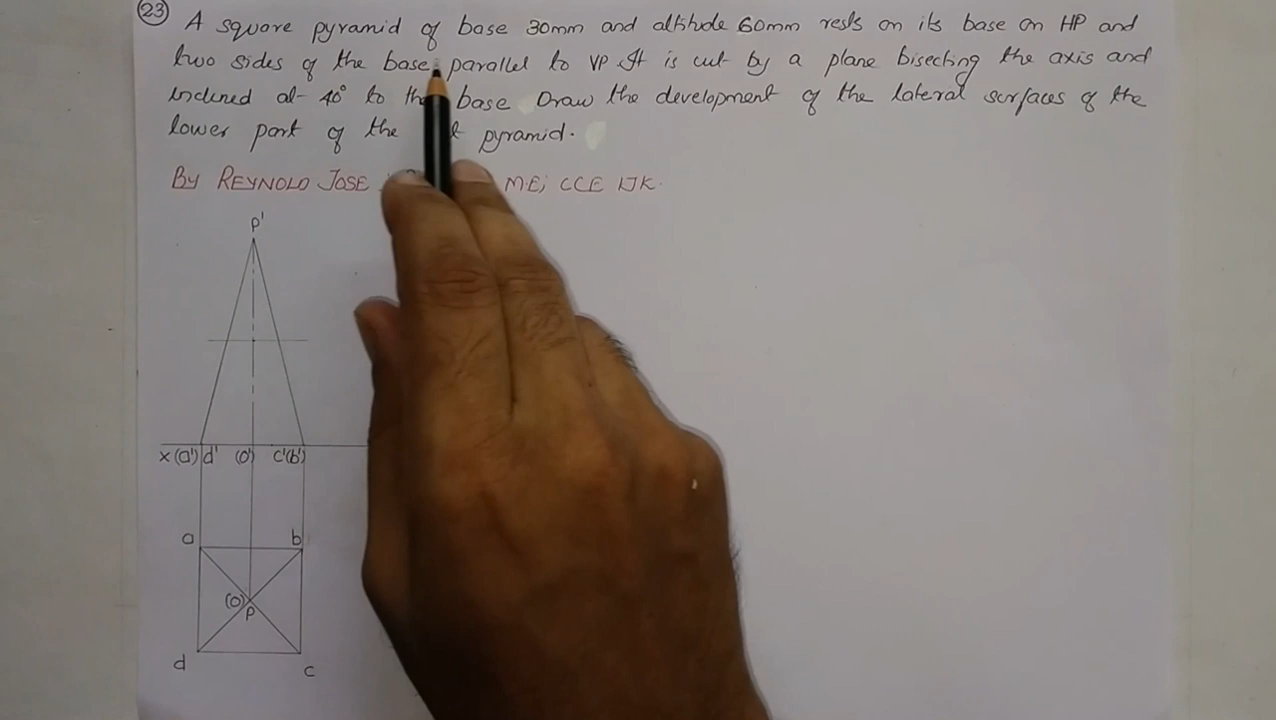 (23) A square pyramid of base 30mm and altitude 60mm rests on its base on HP and
two sides of the base parallel to VP. It is cut by a plane bisecting the axis and
inclined at 40° to the base. Draw the development of the lateral surfaces of the
lower part of the pyramid.
By REYNOLD JOSE ME, CCE IJK.
p'
x (a') d' (o') c'(b')
a b
(o) p
d c